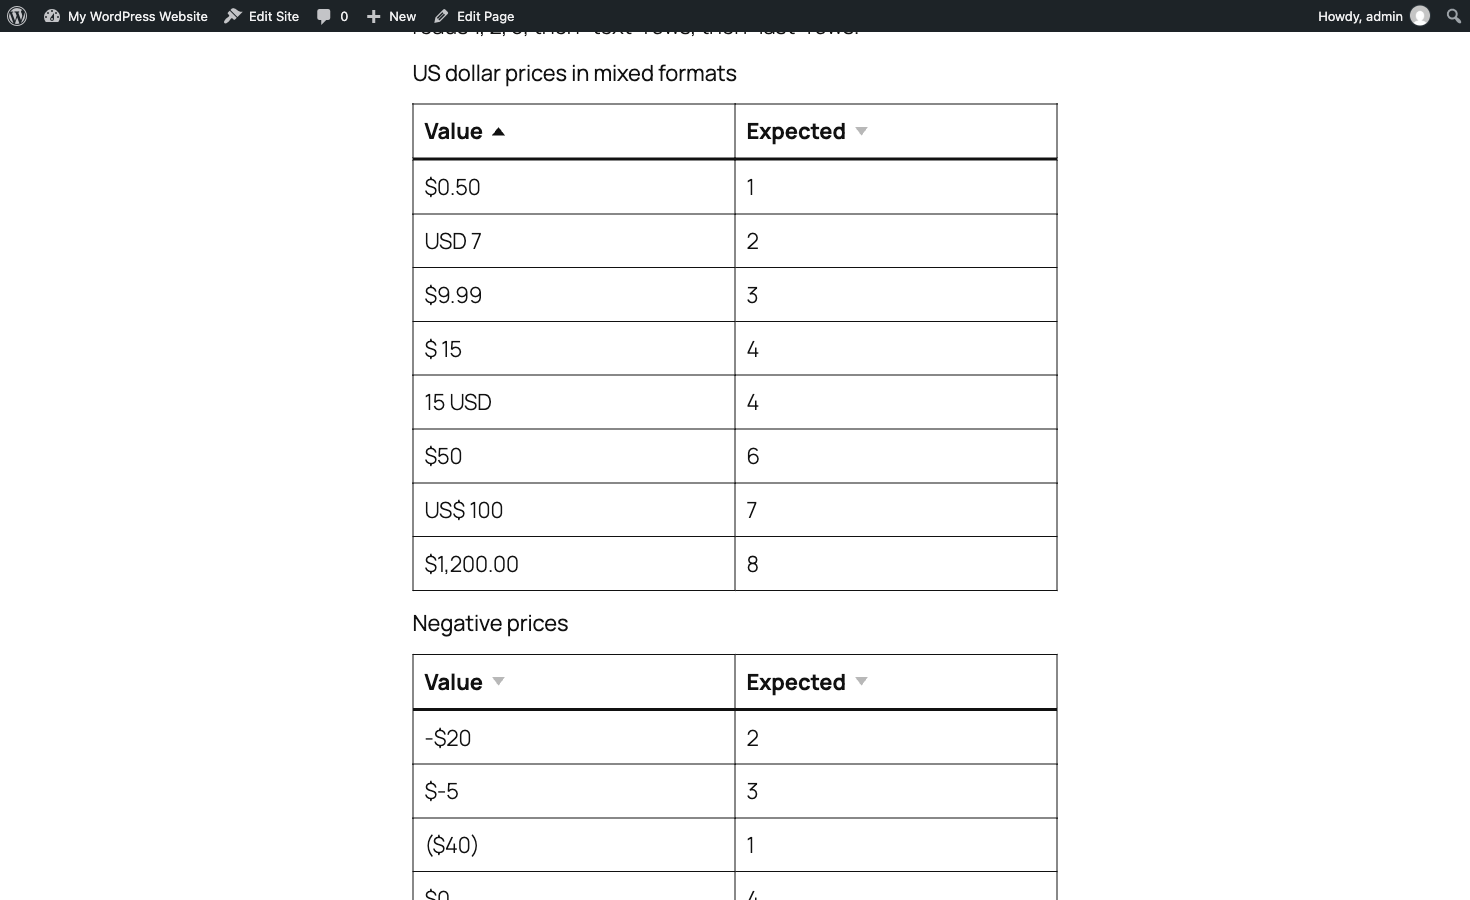 My WordPress Website Edit Site 0 New Edit Page Howdy, admin
US dollar prices in mixed formats
Value Expected
$0.50 1
USD 7 2
$9.99 3
$ 15 4
15 USD 4
$50 6
US$ 100 7
$1,200.00 8
Negative prices
Value Expected
-$20 2
$-5 3
($40) 1
$0 4